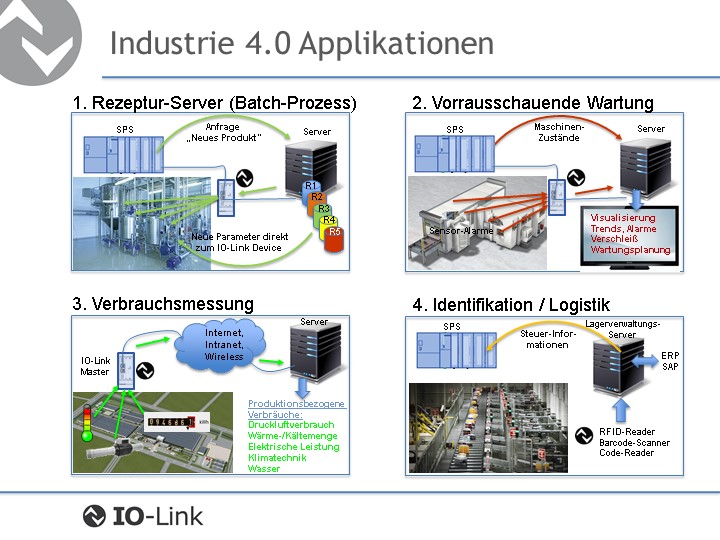 Industrie 4.0 Applikationen
1. Rezeptur-Server (Batch-Prozess)
SPS
Anfrage
„Neues Produkt“
Server
R1
R2
R3
R4
R5
Neue Parameter direkt
zum IO-Link Device
2. Vorrausschauende Wartung
SPS
Maschinen-
Zustände
Server
Sensor-Alarme
Visualisierung
Trends, Alarme
Verschleiß
Wartungsplanung
3. Verbrauchsmessung
Server
Internet,
Intranet,
Wireless
IO-Link
Master
kWh
Produktionsbezogene
Verbräuche:
Druckluftverbrauch
Wärme-/Kältemenge
Elektrische Leistung
Klimatechnik
Wasser
4. Identifikation / Logistik
SPS
Steuer-Infor-
mationen
Lagerverwaltungs-
Server
ERP
SAP
RFID-Reader
Barcode-Scanner
Code-Reader
IO-Link